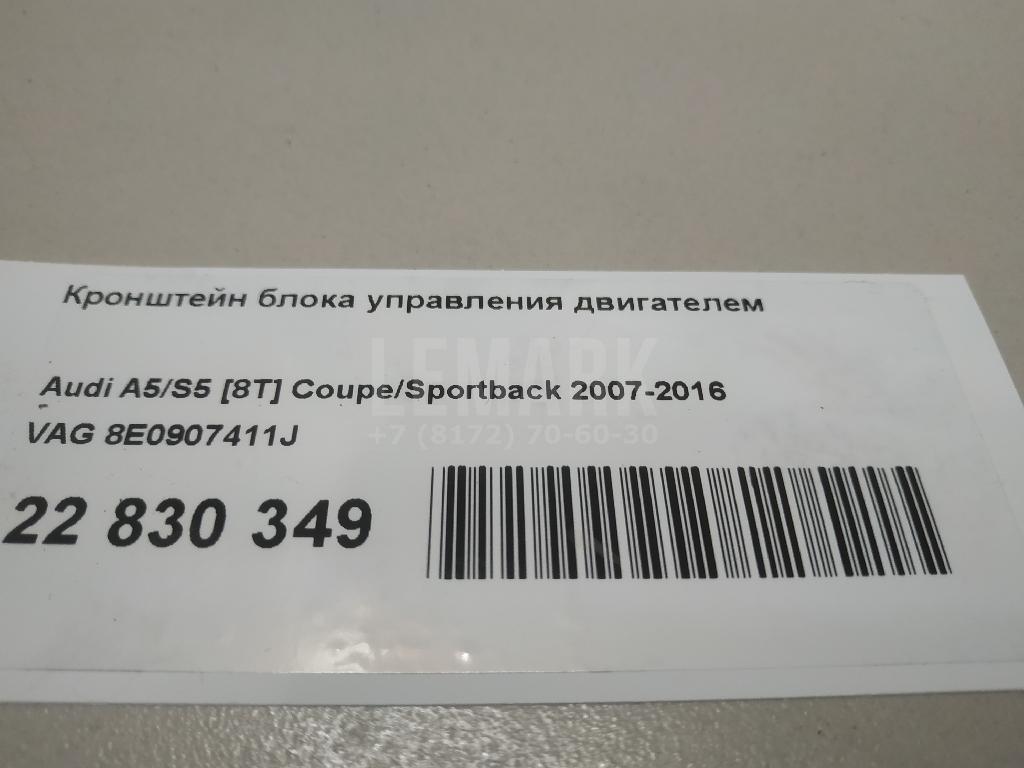 Кронштейн блока управления двигателем
LEMARK
Audi A5/S5 [8T] Coupe/Sportback 2007-2016
+7 (8172) 70-60-30
VAG 8E0907411J
22 830 349